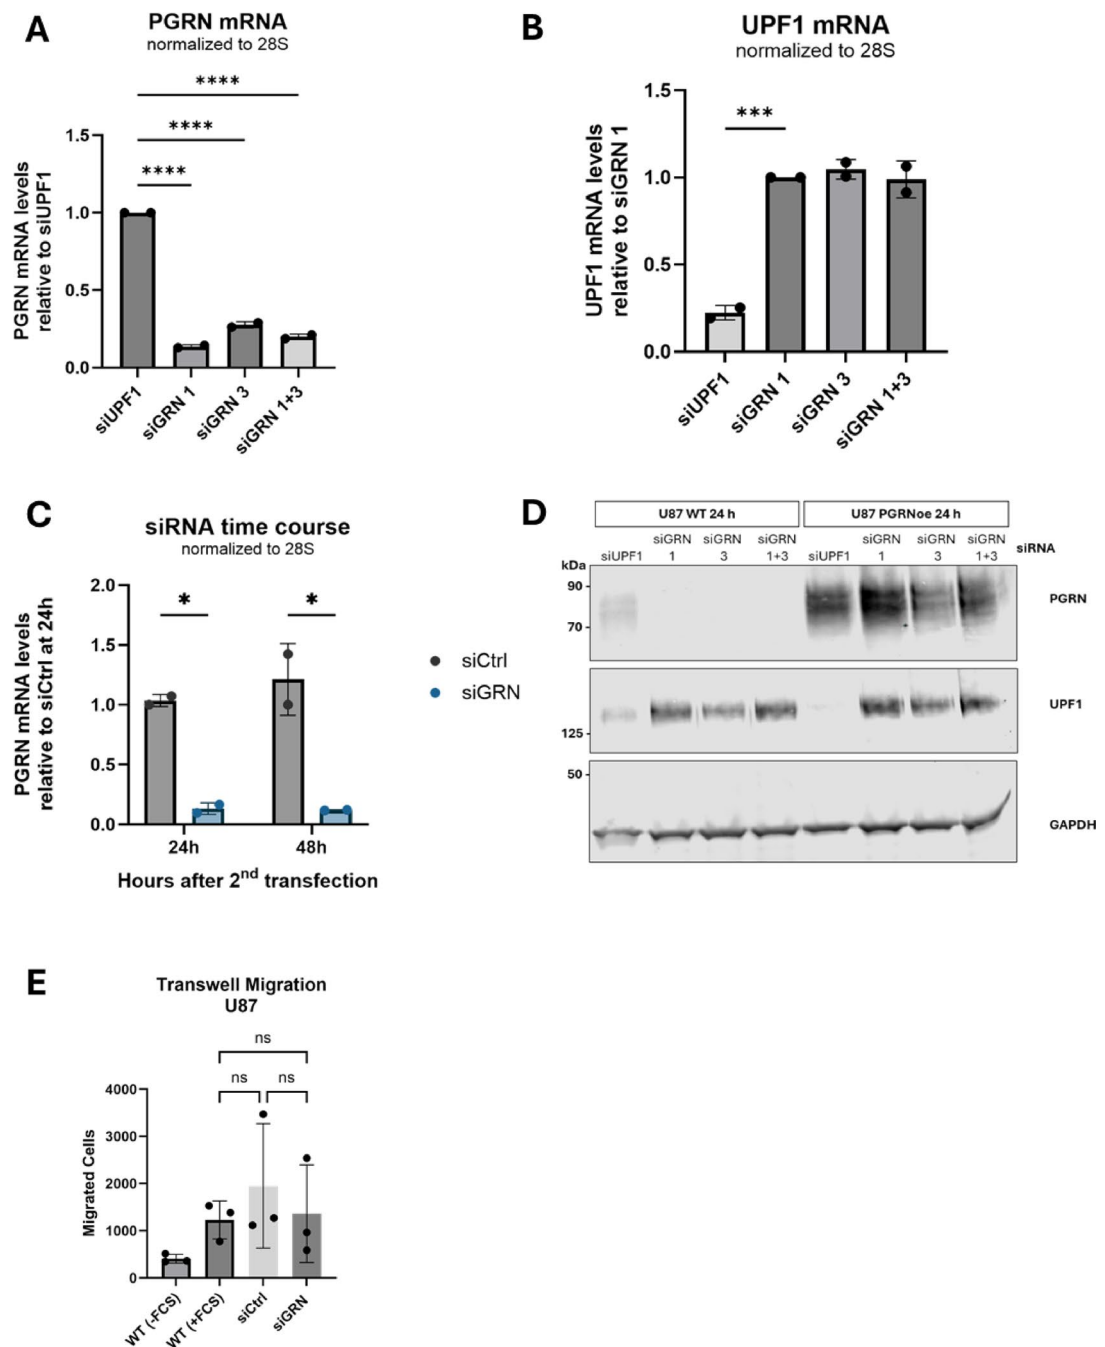 A
PGRN mRNA
normalized to 28S
****
****
****
PGRN mRNA levels
relative to siUPF1
1.5
1.0
0.5
0.0
siUPF1
siGRN 1
siGRN 3
siGRN 1+3
B
UPF1 mRNA
normalized to 28S
***
UPF1 mRNA levels
relative to siGRN 1
1.5
1.0
0.5
0.0
siUPF1
siGRN 1
siGRN 3
siGRN 1+3
C
siRNA time course
normalized to 28S
PGRN mRNA levels
relative to siCtrl at 24h
2.0
1.5
1.0
0.5
0.0
*
*
24h
48h
Hours after 2nd transfection
siCtrl
siGRN
D
U87 WT 24 h
U87 PGRNoe 24 h
siUPF1
siGRN
1
siGRN
3
siGRN
1+3
siUPF1
siGRN
1
siGRN
3
siGRN
1+3
siRNA
kDa
90
70
PGRN
125
UPF1
50
GAPDH
E
Transwell Migration
U87
ns
ns
ns
Migrated Cells
4000
3000
2000
1000
0
WT (-FCS)
WT (+FCS)
siCtrl
siGRN